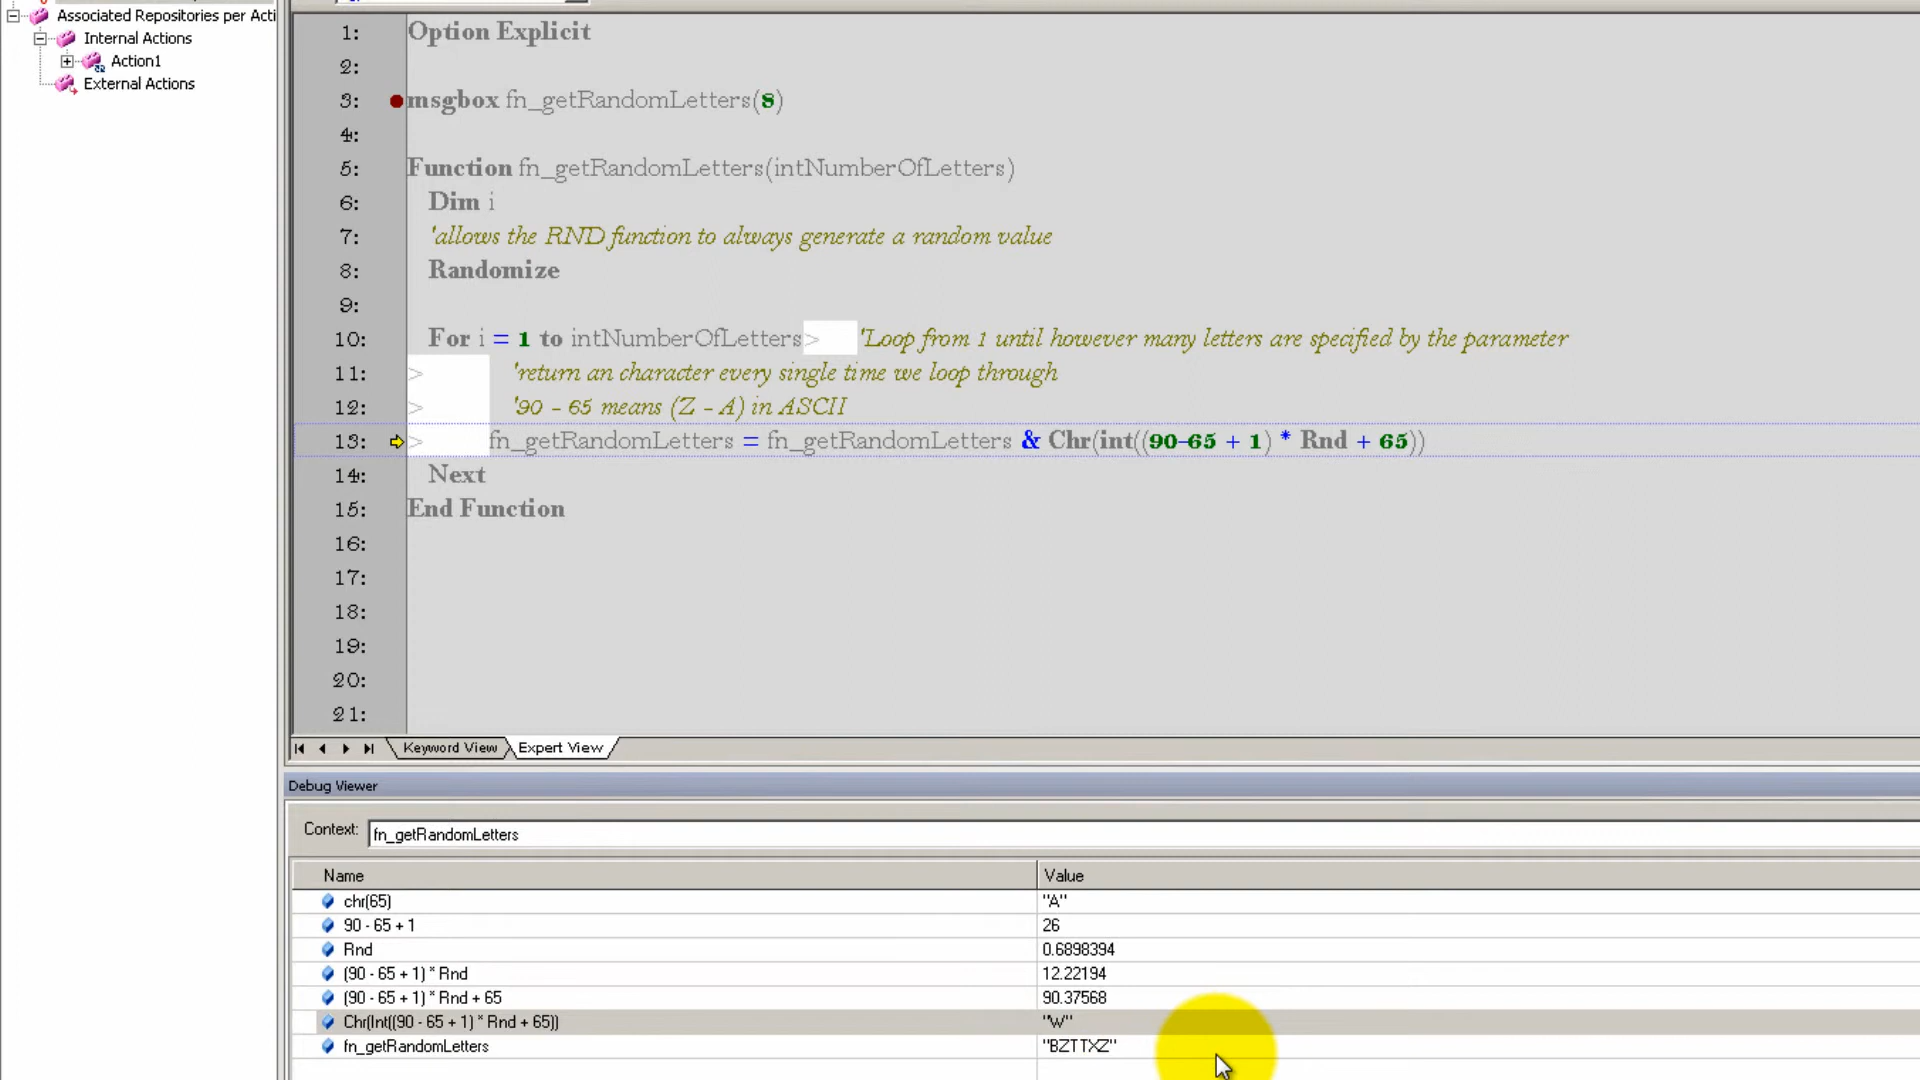 Associated Repositories per Acti
Internal Actions
Action1
External Actions
1: Option Explicit
2:
3: msgbox fn_getRandomLetters(8)
4:
5: Function fn_getRandomLetters(intNumberOfLetters)
6: Dim i
7: 'allows the RND function to always generate a random value
8: Randomize
9:
10: For i = 1 to intNumberOfLetters> 'Loop from 1 until however many letters are specified by the parameter
11: > 'return an character every single time we loop through
12: > '90 - 65 means (Z - A) in ASCII
13: > fn_getRandomLetters = fn_getRandomLetters & Chr(int((90-65 + 1) * Rnd + 65))
14: Next
15: End Function
16:
17:
18:
19:
20:
21:
Keyword View Expert View
Debug Viewer
Context: fn_getRandomLetters
Name Value
chr(65) "A"
90 - 65 + 1 26
Rnd 0.6898394
(90 - 65 + 1) * Rnd 12.22194
(90 - 65 + 1) * Rnd + 65 90.37568
Chr(Int((90 - 65 + 1) * Rnd + 65)) "W"
fn_getRandomLetters "BZTTXZ"